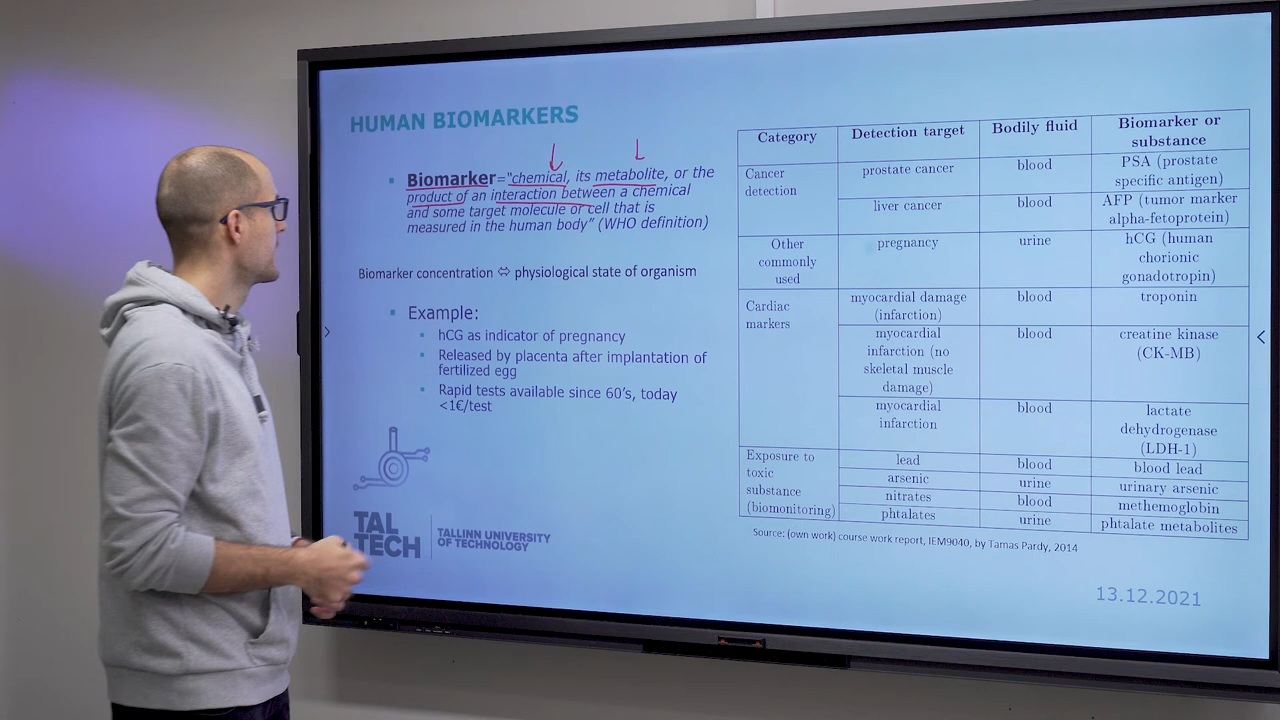 HUMAN BIOMARKERS
▪ Biomarker="chemical, its metabolite, or the
product of an interaction between a chemical
and some target molecule or cell that is
measured in the human body" (WHO definition)
Biomarker concentration ⇔ physiological state of organism
▪ Example:
▪ hCG as indicator of pregnancy
▪ Released by placenta after implantation of
fertilized egg
▪ Rapid tests available since 60's, today
<1€/test
TAL
TECH
TALLINN UNIVERSITY
OF TECHNOLOGY
Category Detection target Bodily fluid Biomarker or
substance
Cancer
detection
prostate cancer blood PSA (prostate
specific antigen)
liver cancer blood AFP (tumor marker
alpha-fetoprotein)
Other
commonly
used
pregnancy urine hCG (human
chorionic
gonadotropin)
Cardiac
markers
myocardial damage
(infarction)
blood troponin
myocardial
infarction (no
skeletal muscle
damage)
blood creatine kinase
(CK-MB)
myocardial
infarction
blood lactate
dehydrogenase
(LDH-1)
Exposure to
toxic
substance
(biomonitoring)
lead blood blood lead
arsenic urine urinary arsenic
nitrates blood methemoglobin
phtalates urine phtalate metabolites
Source: (own work) course work report, IEM9040, by Tamas Pardy, 2014
13.12.2021